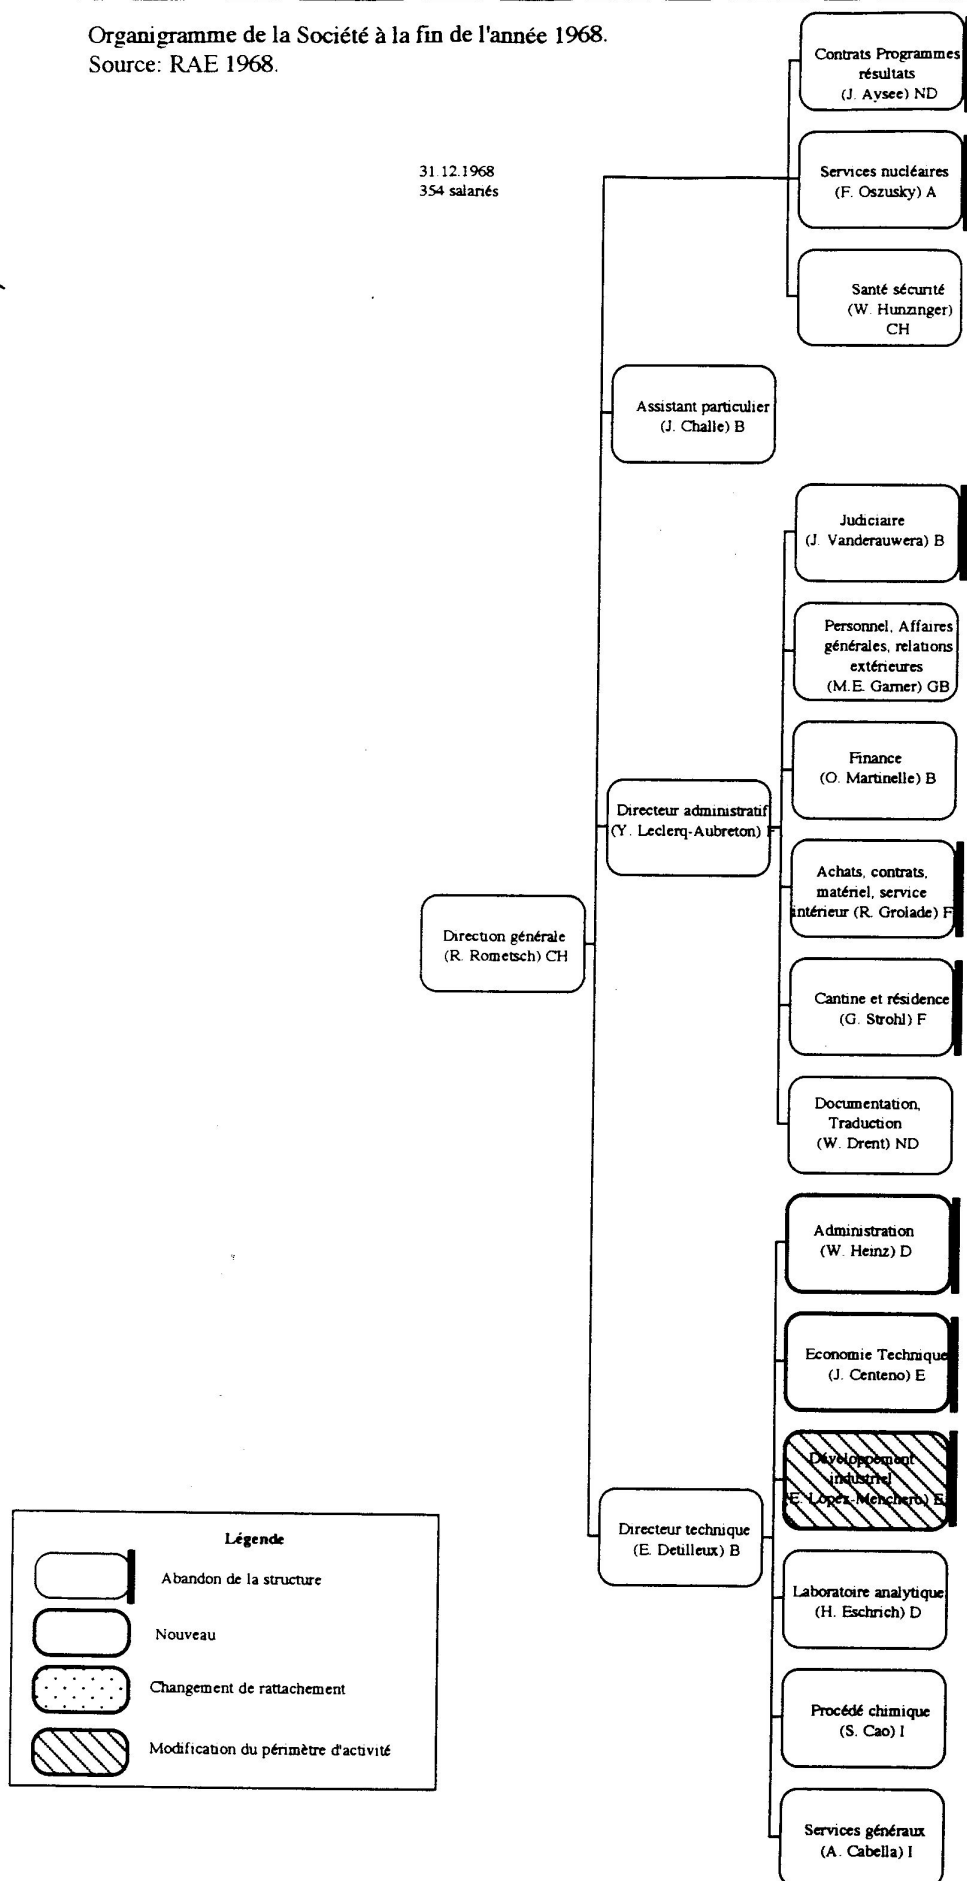 Organigramme de la Société à la fin de l'année 1968.
Source: RAE 1968.
31.12.1968
354 salariés
Contrats Programmes
résultats
(J. Aysee) ND
Services nucléaires
(F. Oszusky) A
Santé sécurité
(W. Hunzinger)
CH
Assistant particulier
(J. Challe) B
Judiciaire
(J. Vanderauwera) B
Personnel, Affaires
générales, relations
extérieures
(M.E. Garner) GB
Finance
(O. Martinelle) B
Directeur administratif
(Y. Leclerq-Aubreton) F
Achats, contrats,
matériel, service
intérieur (R. Grolade) F
Direction générale
(R. Rometsch) CH
Cantine et résidence
(G. Strohl) F
Documentation,
Traduction
(W. Drent) ND
Administration
(W. Heinz) D
Economie Technique
(J. Centeno) E
Développement
industriel
(E. Lopez-Menchero) E
Directeur technique
(E. Detilleux) B
Laboratoire analytique
(H. Eschrich) D
Procédé chimique
(S. Cao) I
Services généraux
(A. Cabella) I
Légende
Abandon de la structure
Nouveau
Changement de rattachement
Modification du périmètre d'activité